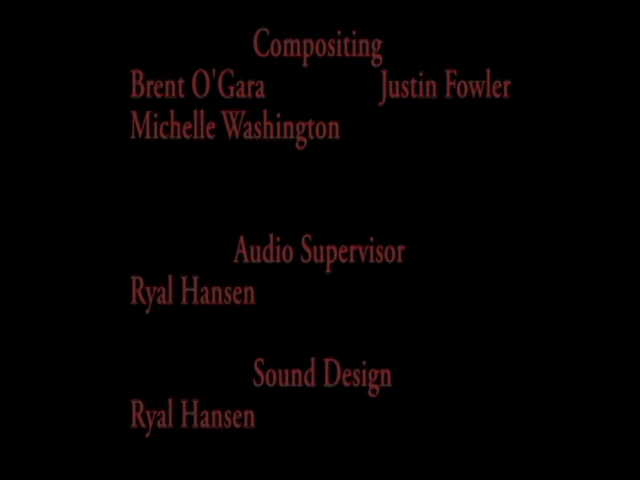 Compositing
Brent O'Gara Justin Fowler
Michelle Washington
Audio Supervisor
Ryal Hansen
Sound Design
Ryal Hansen